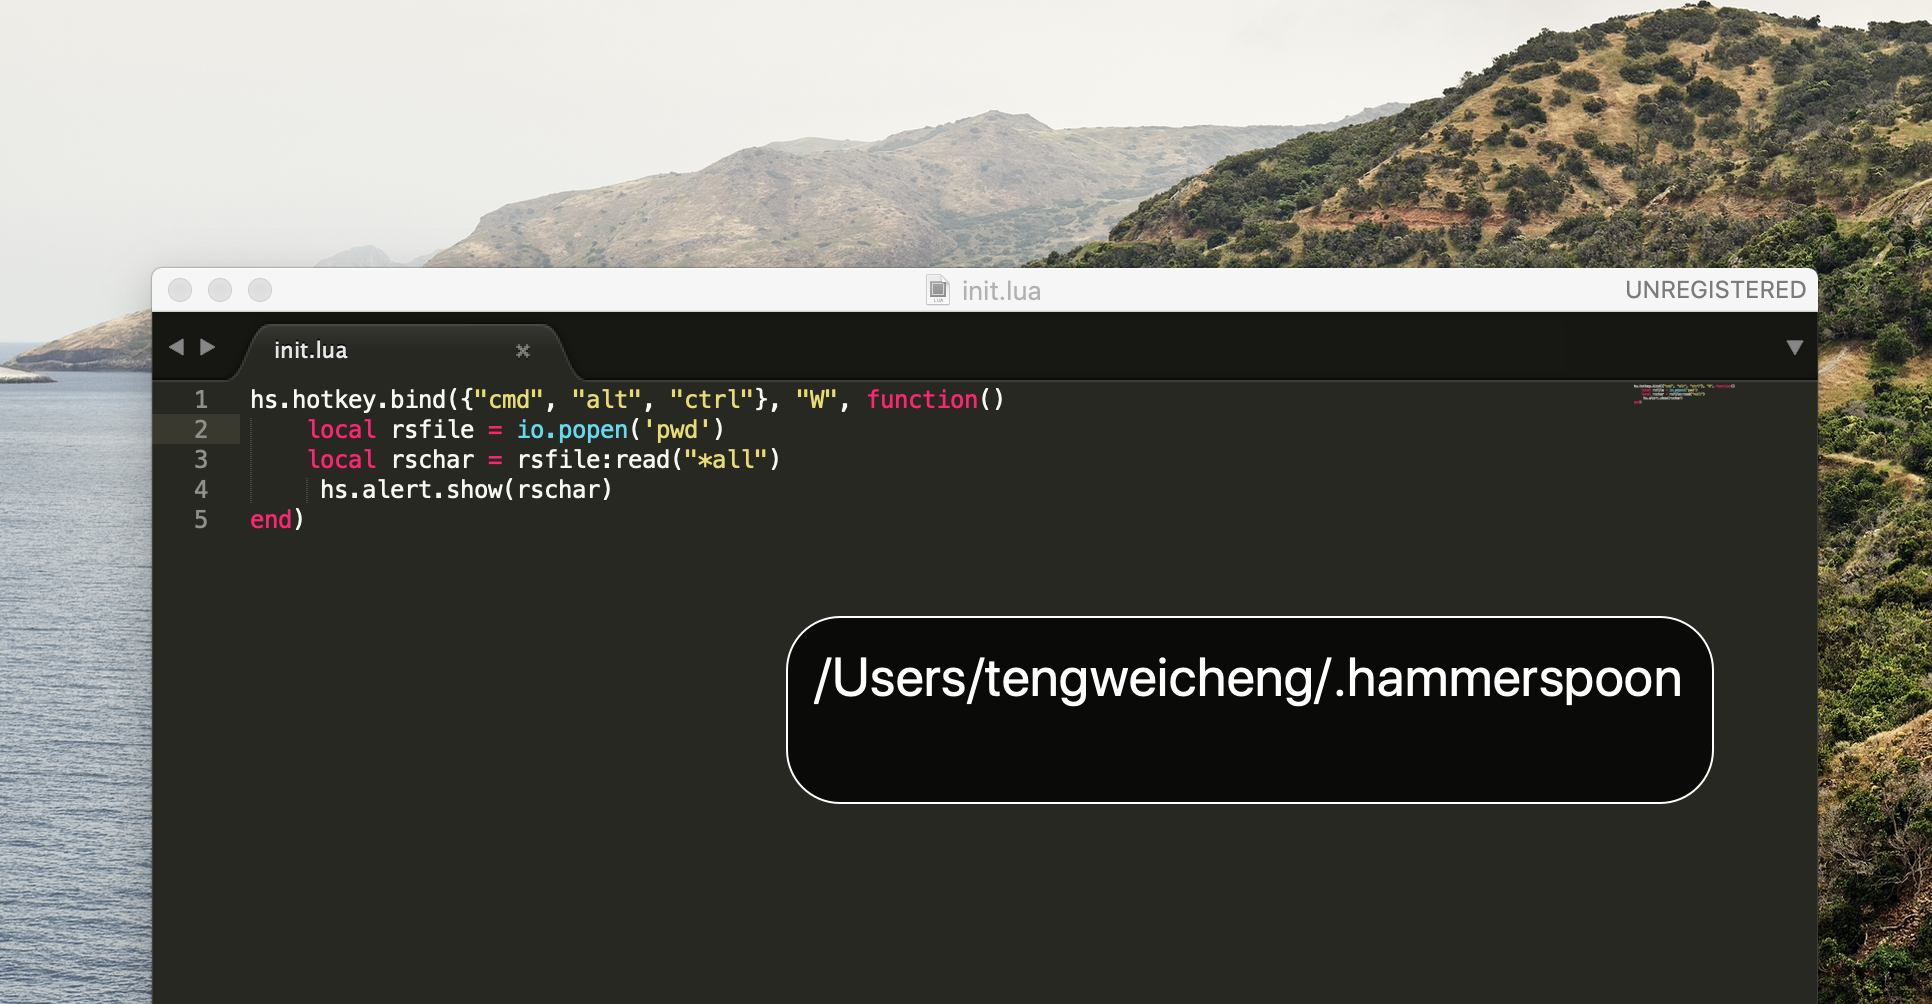 init.lua
UNREGISTERED
init.lua
1 hs.hotkey.bind({"cmd", "alt", "ctrl"}, "W", function()
2 local rsfile = io.popen('pwd')
3 local rschar = rsfile:read("*all")
4 hs.alert.show(rschar)
5 end)
/Users/tengweicheng/.hammerspoon